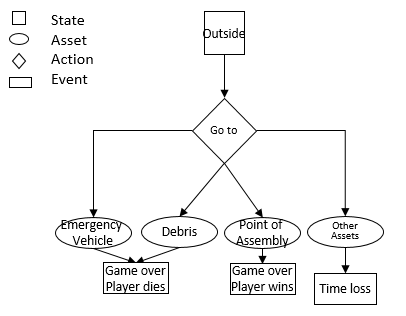 State
Asset
Action
Event
Outside
Go to
Emergency
Vehicle
Debris
Point of
Assembly
Other
Assets
Game over
Player dies
Game over
Player wins
Time loss